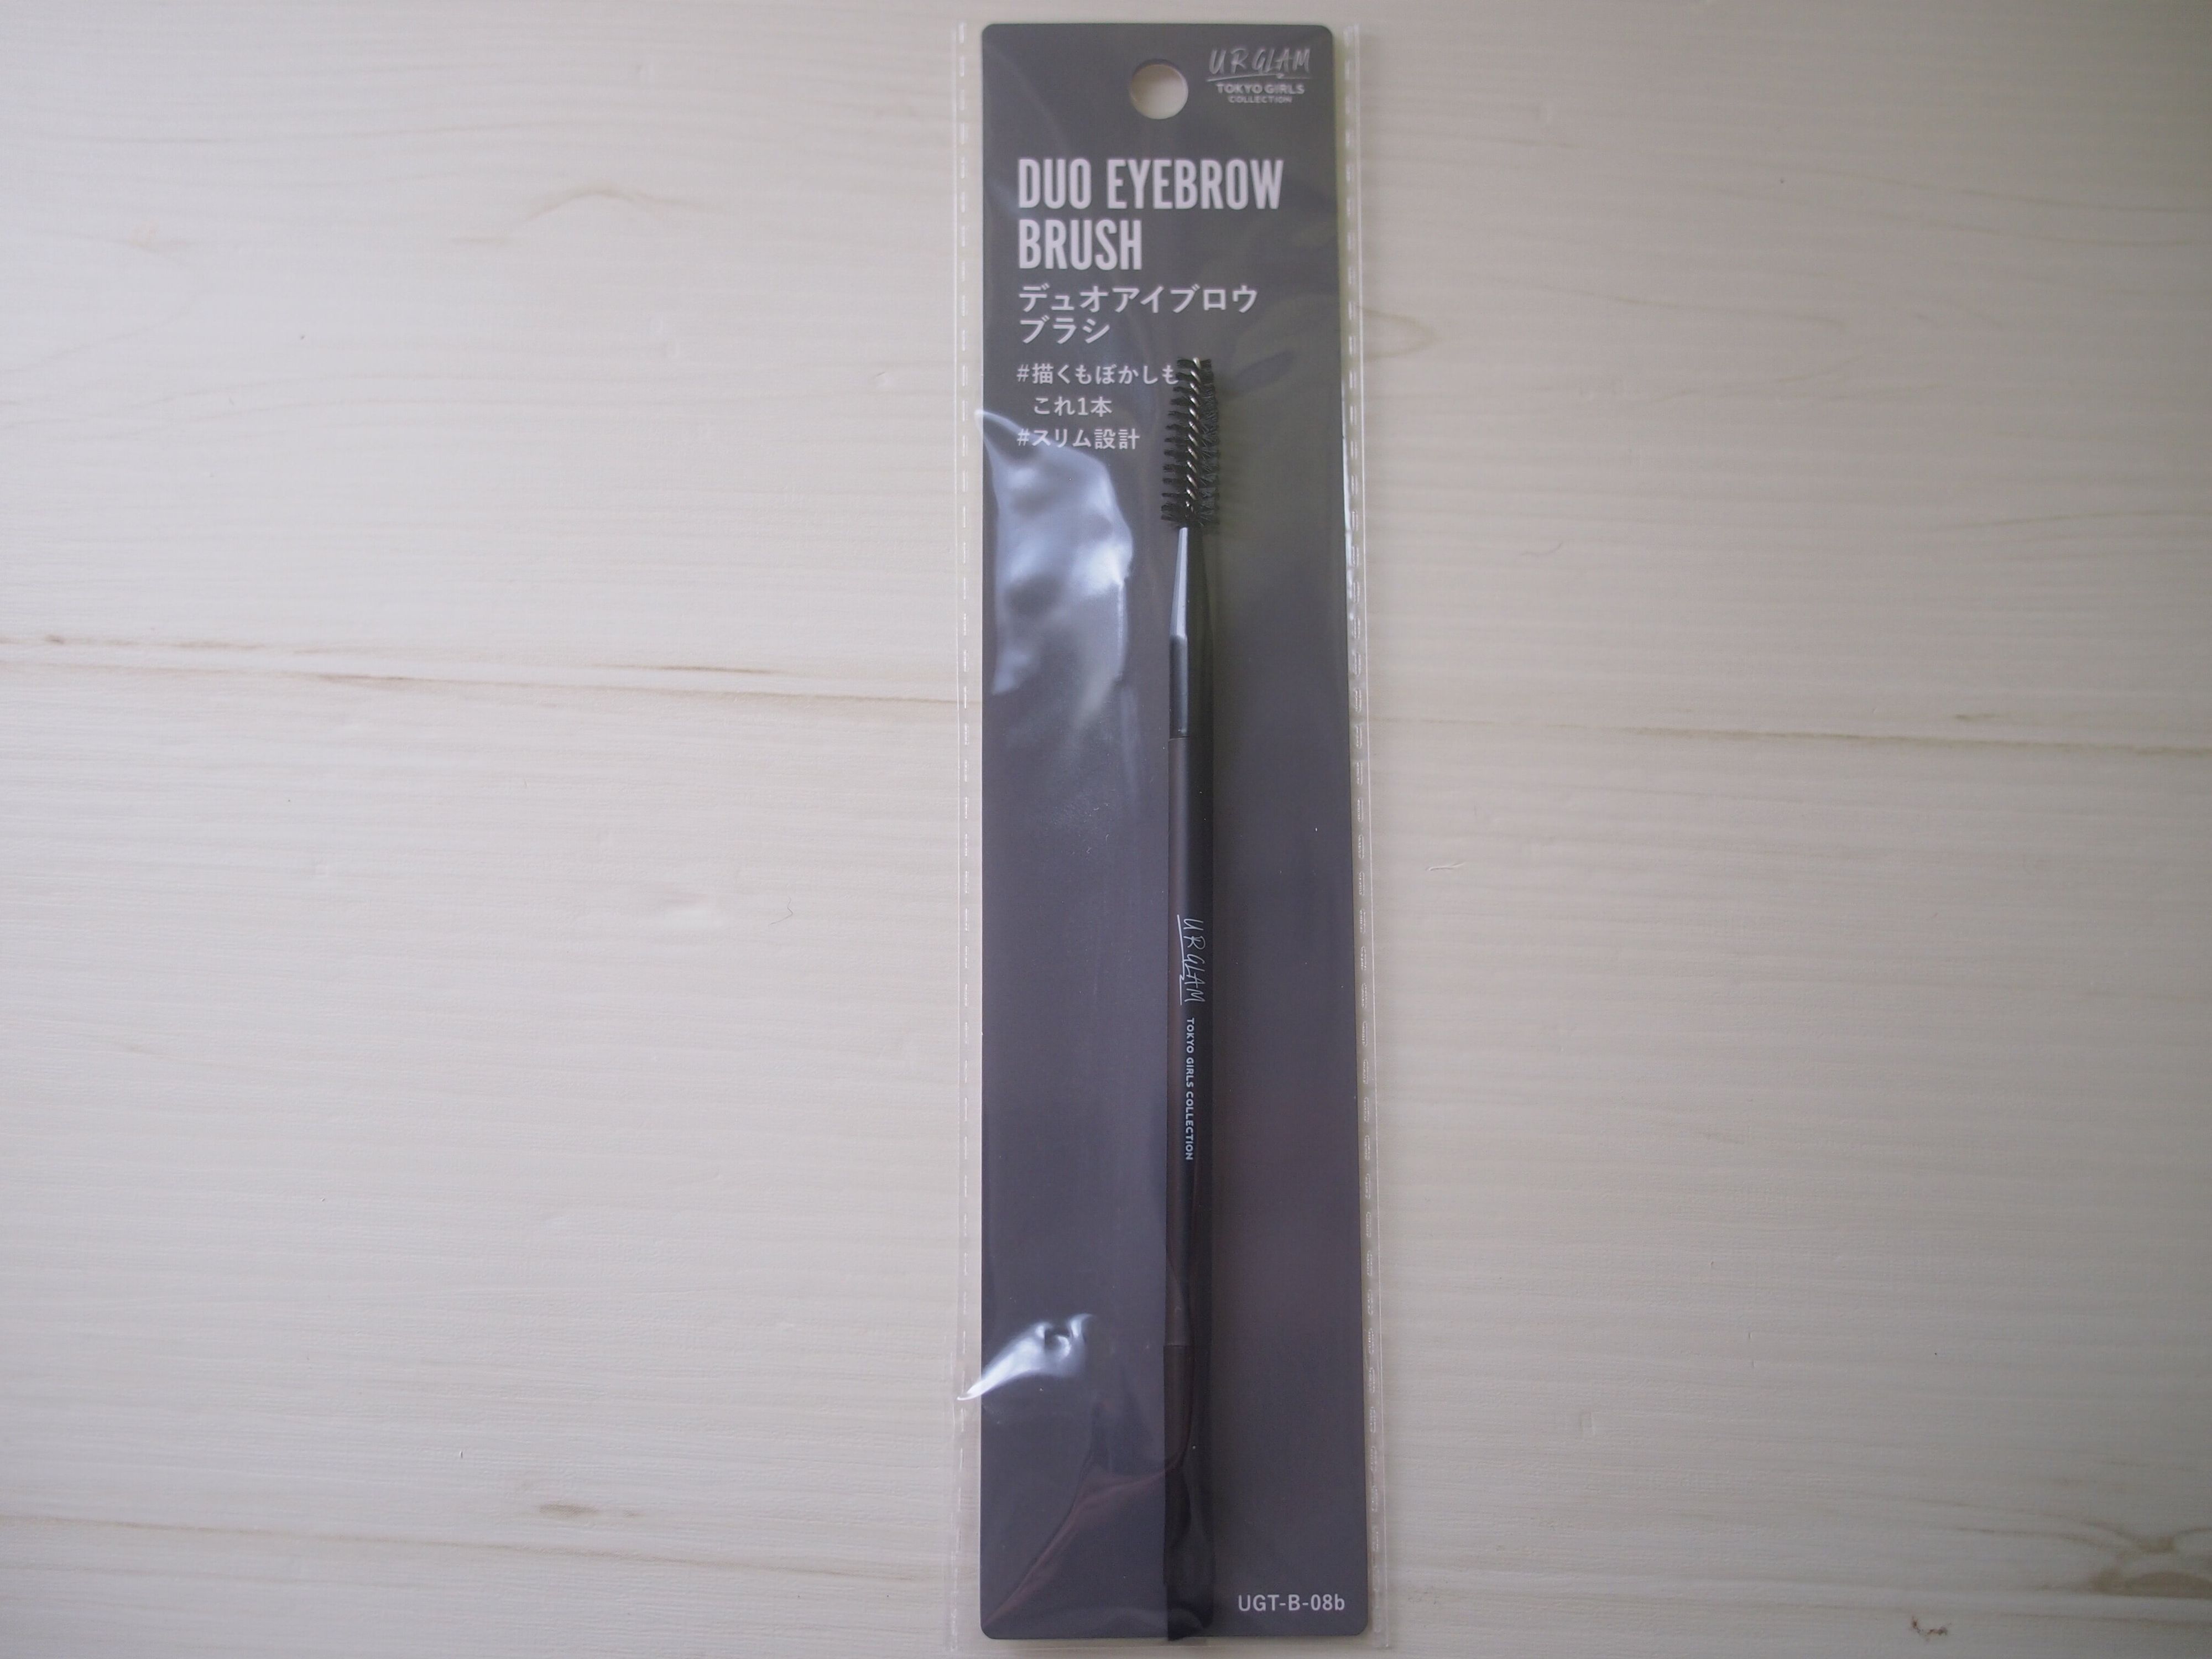 URGLAM
TOKYO GIRLS
COLLECTION
DUO EYEBROW
BRUSH
デュオアイブロウ
ブラシ
#描くもぼかしも
これ1本
#スリム設計
URGLAM TOKYO GIRLS COLLECTION
UGT-B-08b